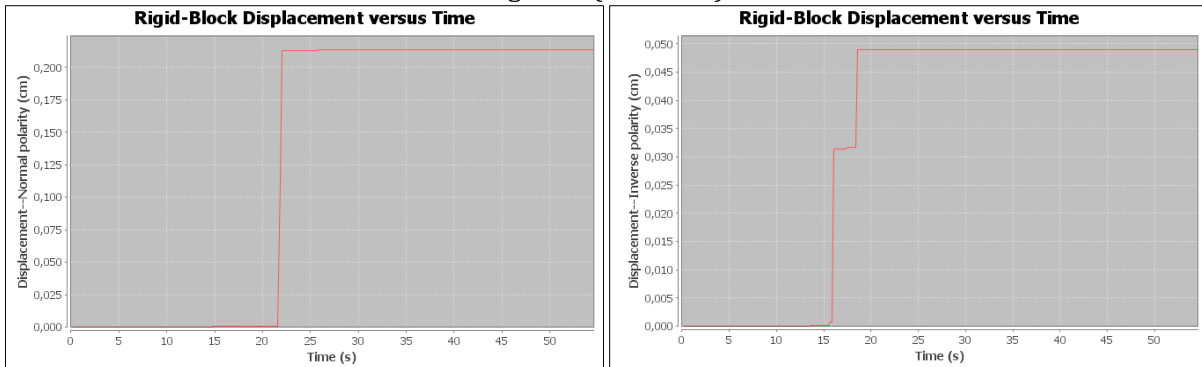 Rigid-Block Displacement versus Time
Displacement--Normal polarity (cm)
0,200
0,175
0,150
0,125
0,100
0,075
0,050
0,025
0,000
0 5 10 15 20 25 30 35 40 45 50
Time (s)
Rigid-Block Displacement versus Time
Displacement--Inverse polarity (cm)
0,050
0,045
0,040
0,035
0,030
0,025
0,020
0,015
0,010
0,005
0,000
0 5 10 15 20 25 30 35 40 45 50
Time (s)